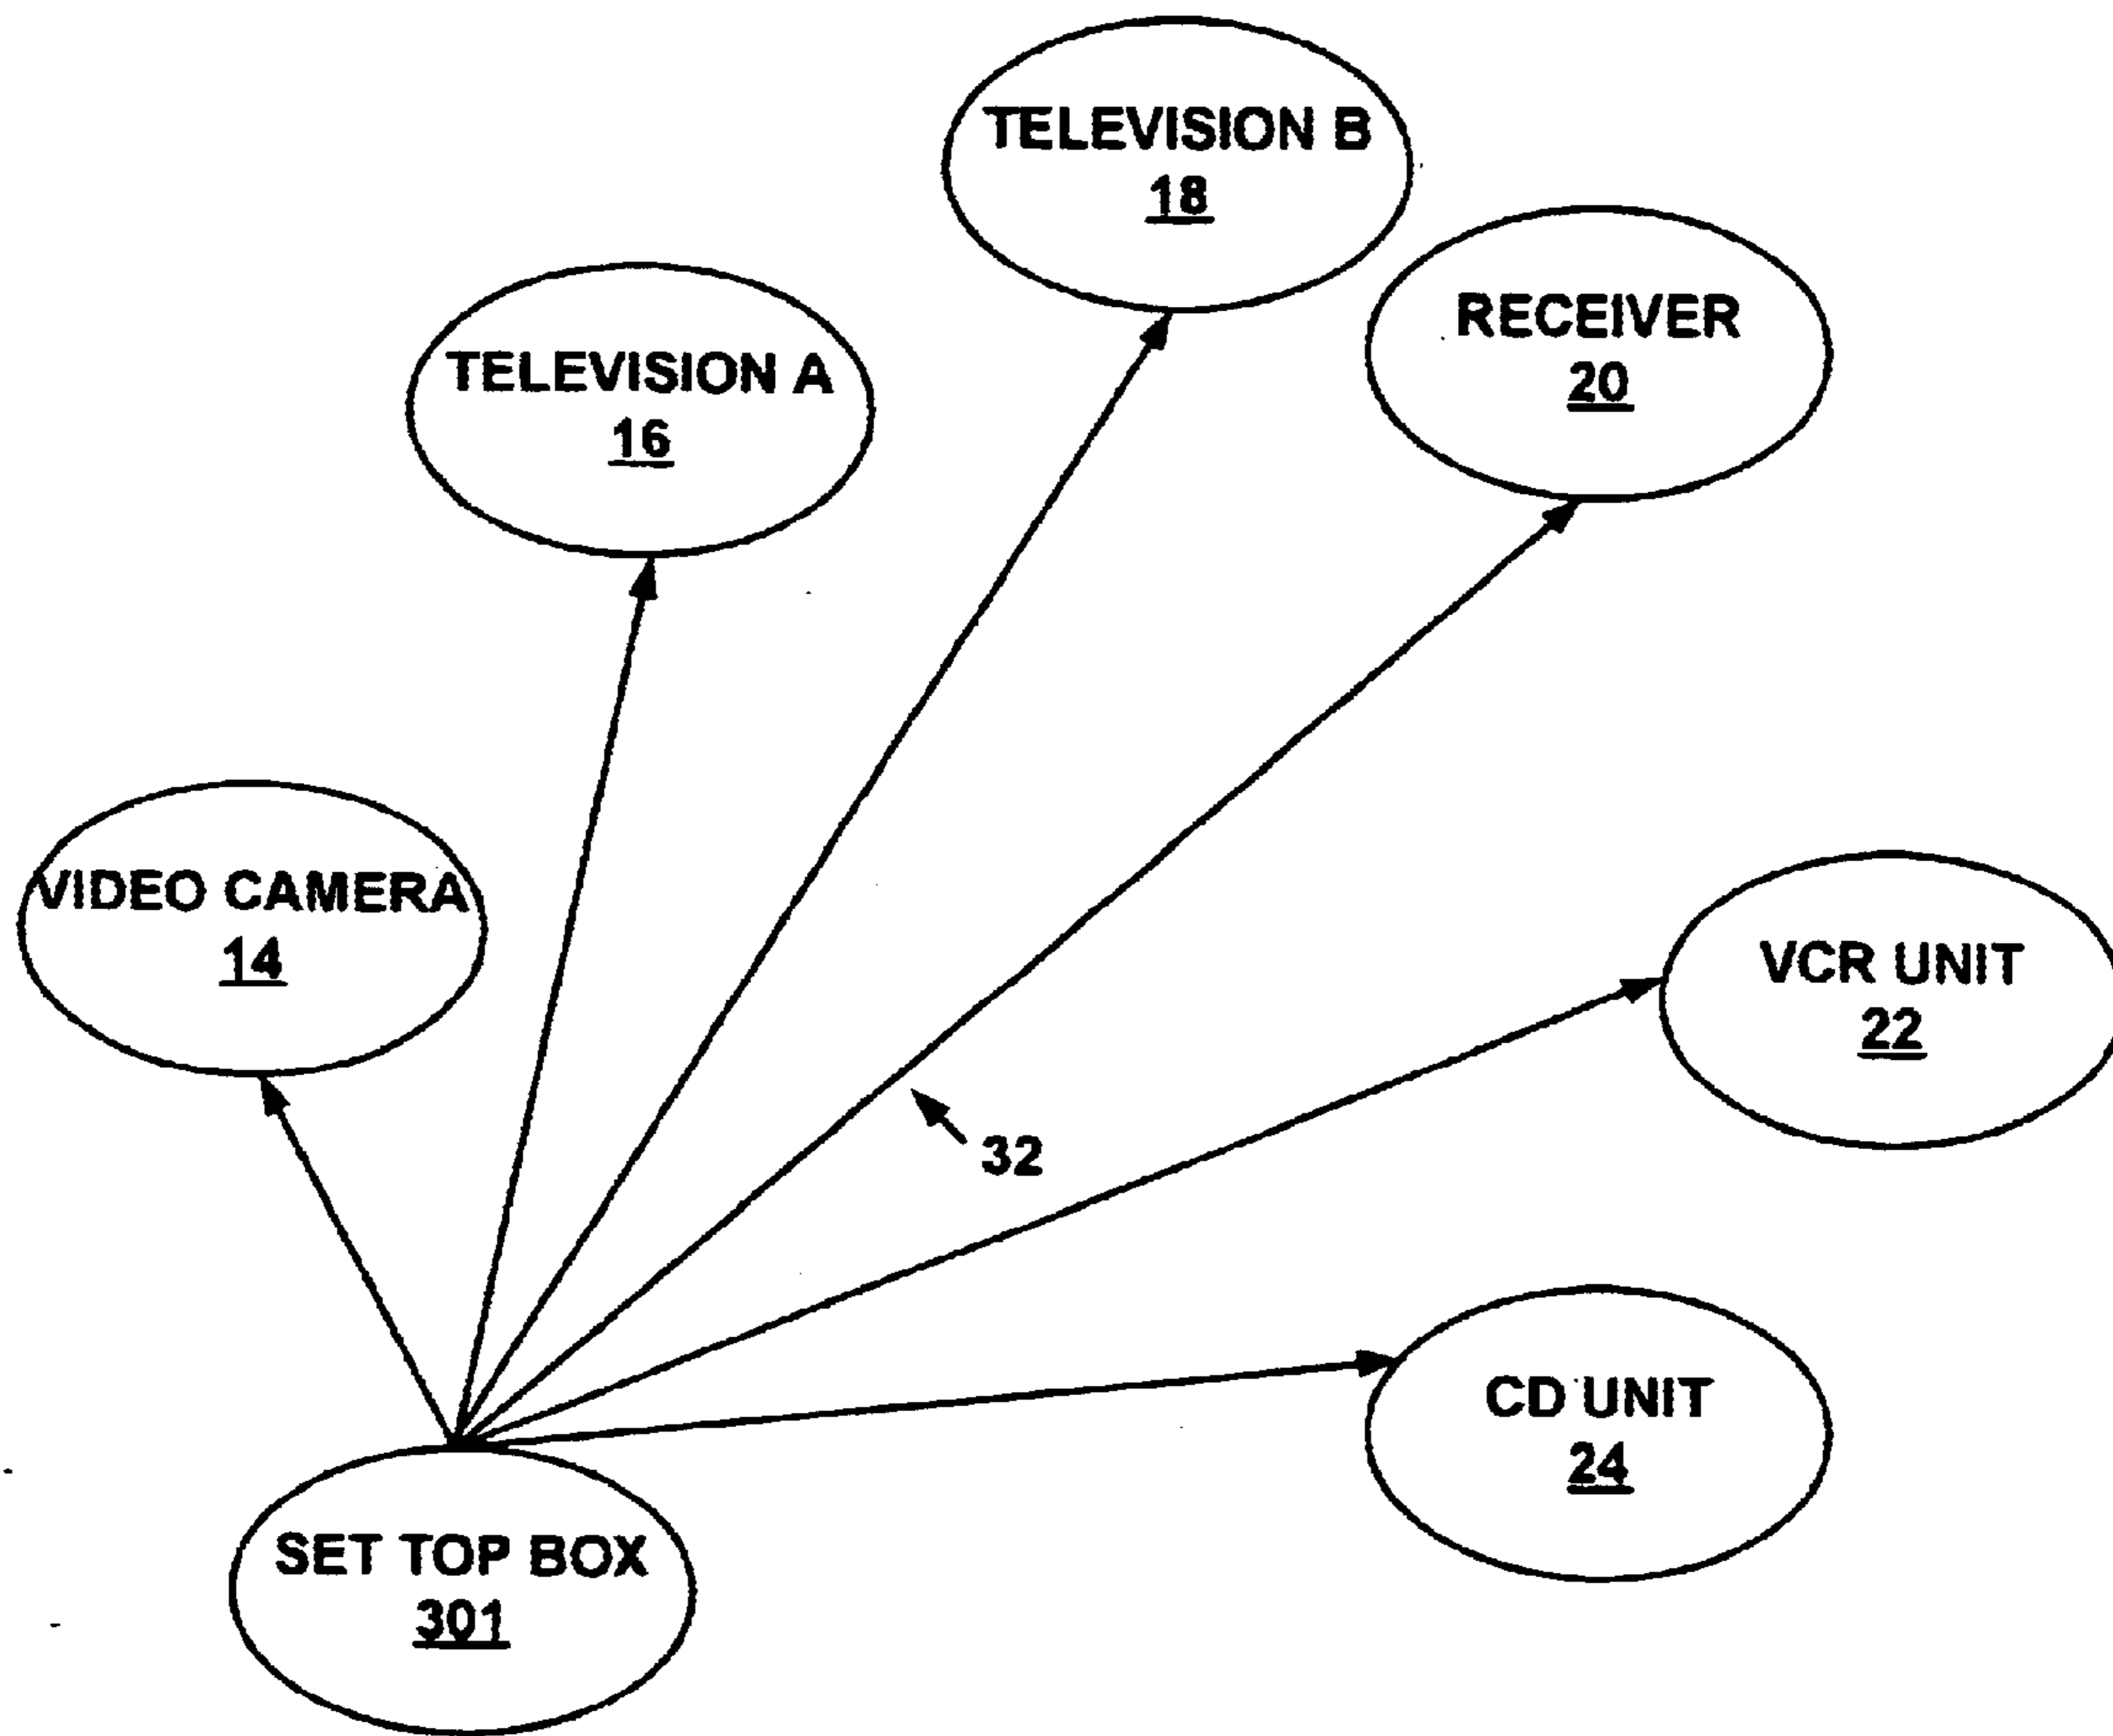 TELEVISION B
18
RECEIVER
20
TELEVISION A
16
VIDEO CAMERA
14
VCR UNIT
22
32
CD UNIT
24
SET TOP BOX
301